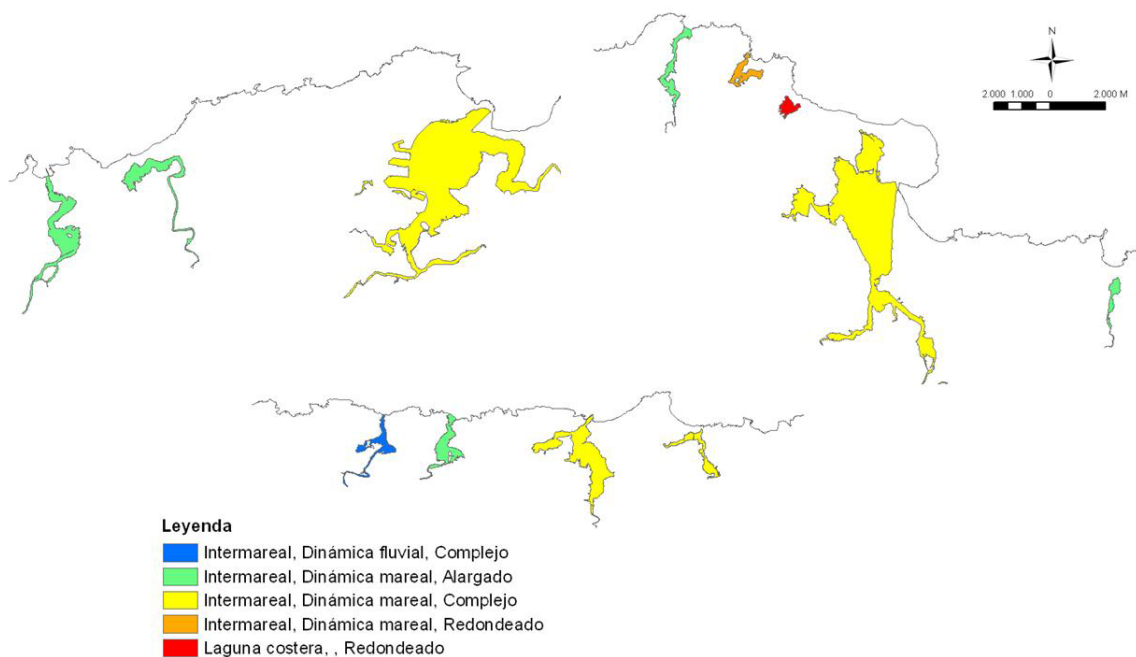 N
2.000 1.000 0 2.000 M
Leyenda
Intermareal, Dinámica fluvial, Complejo
Intermareal, Dinámica mareal, Alargado
Intermareal, Dinámica mareal, Complejo
Intermareal, Dinámica mareal, Redondeado
Laguna costera, , Redondeado